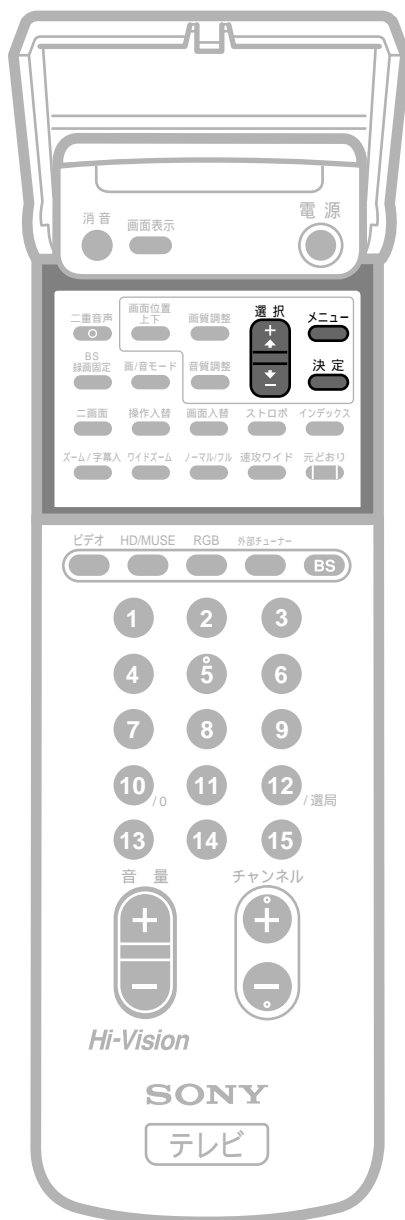 消音 画面表示 電源
二重音声 画面位置上下 画質調整 選択 メニュー
+
BS録画固定 画/音モード 音質調整 − 決定
二画面 操作入替 画面入替 ストロボ インデックス
ズーム/字幕入 ワイドズーム ノーマル/フル 速攻ワイド 元どおり
ビデオ HD/MUSE RGB 外部チューナー BS
1 2 3
4 5 6
7 8 9
10/0 11 12/選局
13 14 15
音量 チャンネル
+ +
− −
Hi-Vision
SONY
テレビ